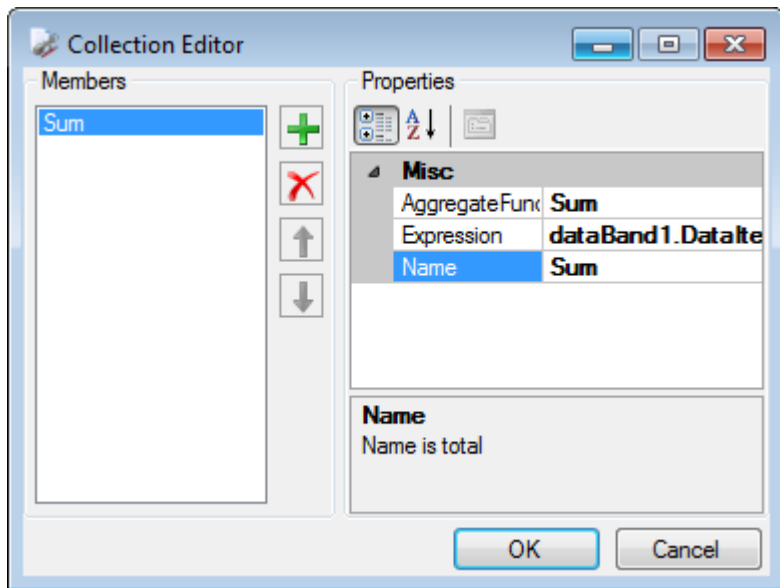 Collection Editor
Members
Sum
Properties
A
Z
Misc
AggregateFunc Sum
Expression dataBand1.DataIte
Name Sum
Name
Name is total
OK Cancel